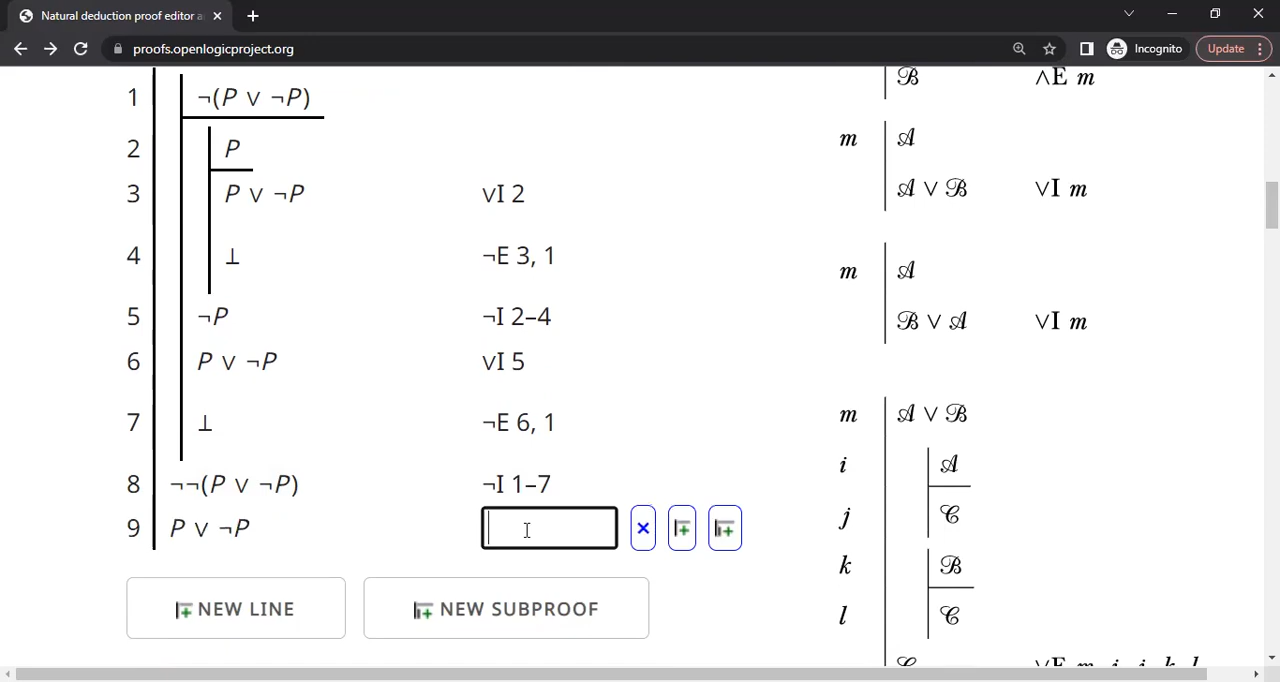 Natural deduction proof editor a
proofs.openlogicproject.org
Incognito
Update
1 ¬(P ∨ ¬P)
2 P
3 P ∨ ¬P ∨I 2
4 ⊥ ¬E 3, 1
5 ¬P ¬I 2–4
6 P ∨ ¬P ∨I 5
7 ⊥ ¬E 6, 1
8 ¬¬(P ∨ ¬P) ¬I 1–7
9 P ∨ ¬P
NEW LINE
NEW SUBPROOF
ℬ ∧E m
m 𝒜
𝒜 ∨ ℬ ∨I m
m 𝒜
ℬ ∨ 𝒜 ∨I m
m 𝒜 ∨ ℬ
i 𝒜
j 𝒞
k ℬ
l 𝒞
𝒞 ∨E m, i–j, k–l